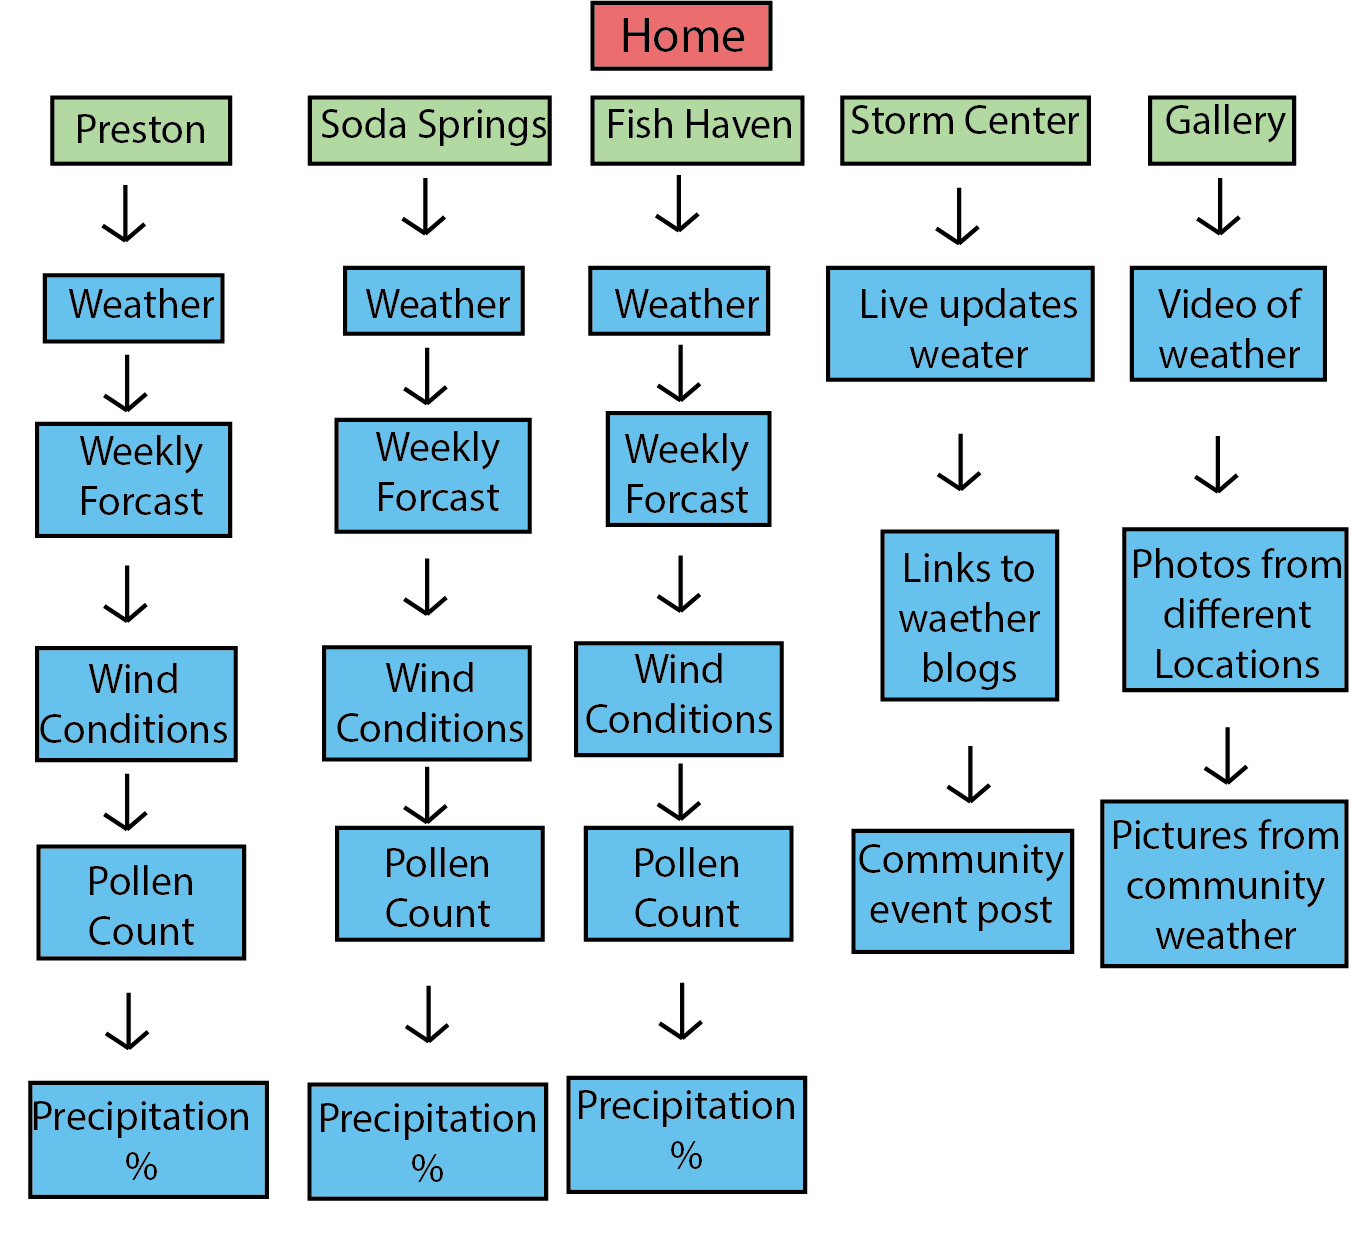 Home
Preston
Soda Springs
Fish Haven
Storm Center
Gallery
Weather
Weekly
Forcast
Wind
Conditions
Pollen
Count
Precipitation
%
Weather
Weekly
Forcast
Wind
Conditions
Pollen
Count
Precipitation
%
Weather
Weekly
Forcast
Wind
Conditions
Pollen
Count
Precipitation
%
Live updates
weater
Links to
waether
blogs
Community
event post
Video of
weather
Photos from
different
Locations
Pictures from
community
weather